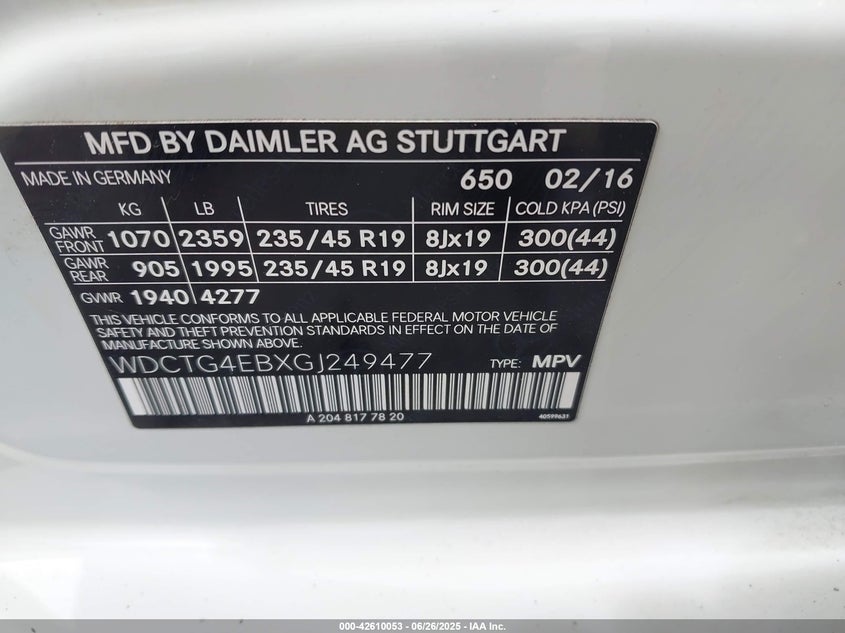 MFD BY DAIMLER AG STUTTGART
MADE IN GERMANY 650 02/16
KG LB TIRES RIM SIZE COLD KPA (PSI)
GAWR FRONT 1070 2359 235/45 R19 8Jx19 300(44)
GAWR REAR 905 1995 235/45 R19 8Jx19 300(44)
GVWR 1940 4277
THIS VEHICLE CONFORMS TO ALL APPLICABLE FEDERAL MOTOR VEHICLE
SAFETY AND THEFT PREVENTION STANDARDS IN EFFECT ON THE DATE OF
MANUFACTURE SHOWN ABOVE.
WDCTG4EBXGJ249477 TYPE: MPV
A 204 817 78 20 40599631
000-42610053 - 06/26/2025 - IAA Inc.